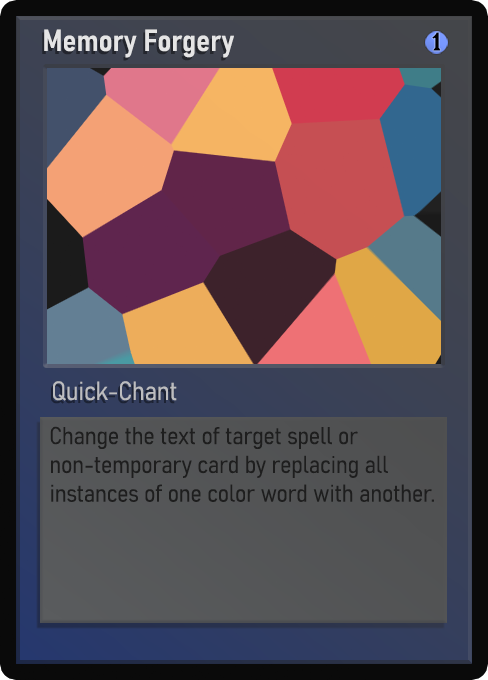 Memory Forgery 1
Quick-Chant
Change the text of target spell or
non-temporary card by replacing all
instances of one color word with another.